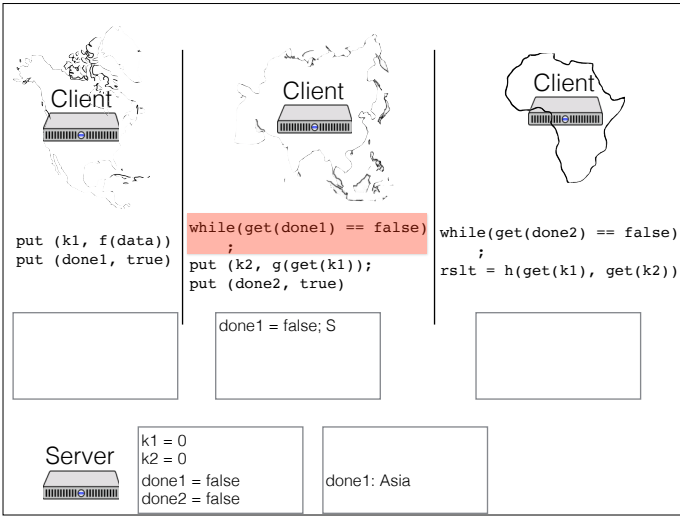 Client
Client
Client
put (k1, f(data))
put (done1, true)
while(get(done1) == false)
;
put (k2, g(get(k1));
put (done2, true)
while(get(done2) == false)
;
rslt = h(get(k1), get(k2))
done1 = false; S
Server
k1 = 0
k2 = 0
done1 = false
done2 = false
done1: Asia